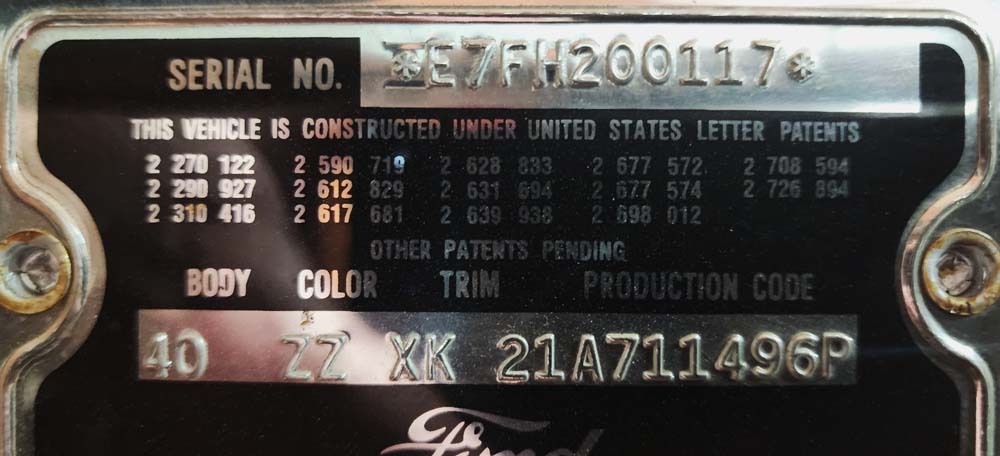 SERIAL NO. *E7FH200117*
THIS VEHICLE IS CONSTRUCTED UNDER UNITED STATES LETTER PATENTS
2 270 122 2 590 719 2 628 833 2 677 572 2 708 594
2 290 927 2 612 829 2 631 694 2 677 574 2 726 894
2 310 416 2 617 681 2 639 938 2 698 012
OTHER PATENTS PENDING
BODY COLOR TRIM PRODUCTION CODE
40 ZZ XK 21A711496P
Ford